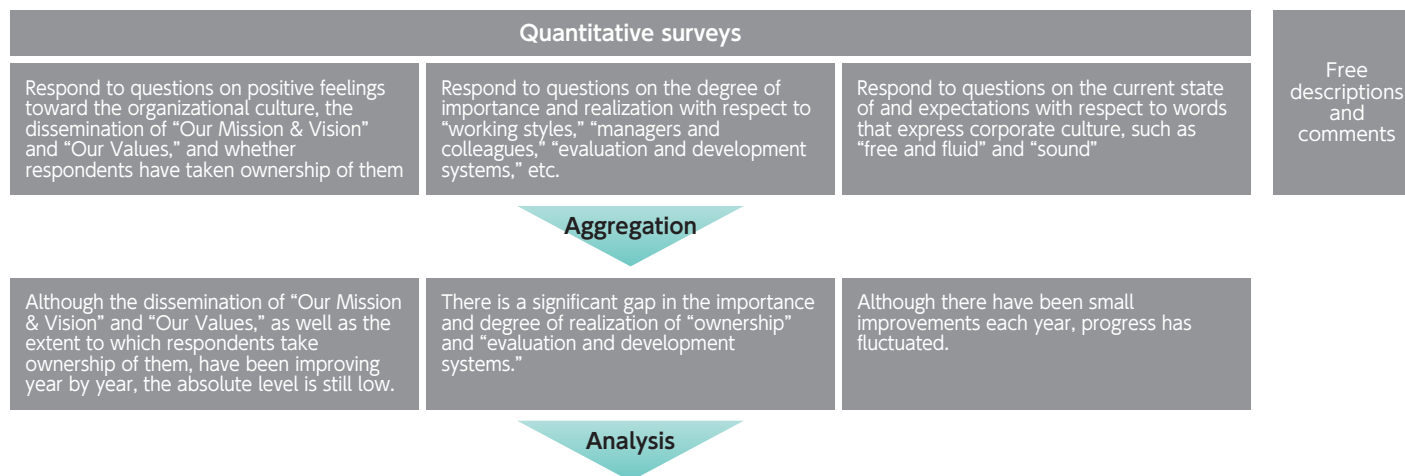 Quantitative surveys
Respond to questions on positive feelings
toward the organizational culture, the
dissemination of “Our Mission & Vision”
and “Our Values,” and whether
respondents have taken ownership of them
Respond to questions on the degree of
importance and realization with respect to
“working styles,” “managers and
colleagues,” “evaluation and development
systems,” etc.
Respond to questions on the current state
of and expectations with respect to words
that express corporate culture, such as
“free and fluid” and “sound”
Free
descriptions
and
comments
Aggregation
Although the dissemination of “Our Mission
& Vision” and “Our Values,” as well as the
extent to which respondents take
ownership of them, have been improving
year by year, the absolute level is still low.
There is a significant gap in the importance
and degree of realization of “ownership”
and “evaluation and development
systems.”
Although there have been small
improvements each year, progress has
fluctuated.
Analysis